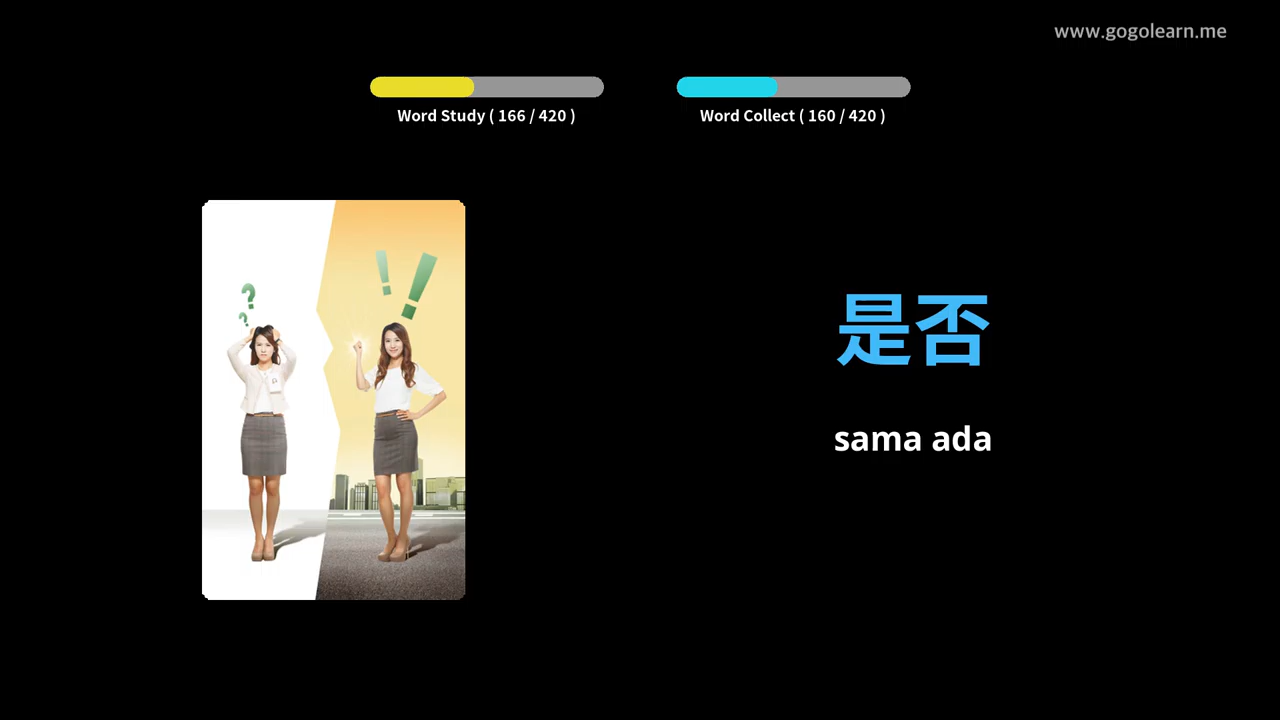 www.gogolearn.me
Word Study ( 166 / 420 )
Word Collect ( 160 / 420 )
? ?
! !
是否
sama ada